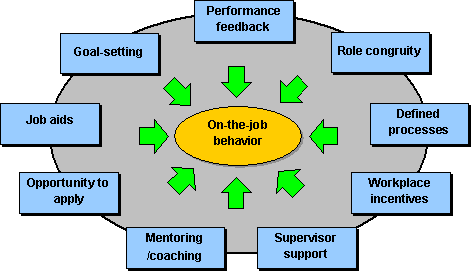 Performance
feedback
Goal-setting
Role congruity
Job aids
On-the-job
behavior
Defined
processes
Opportunity to
apply
Workplace
incentives
Mentoring
/coaching
Supervisor
support